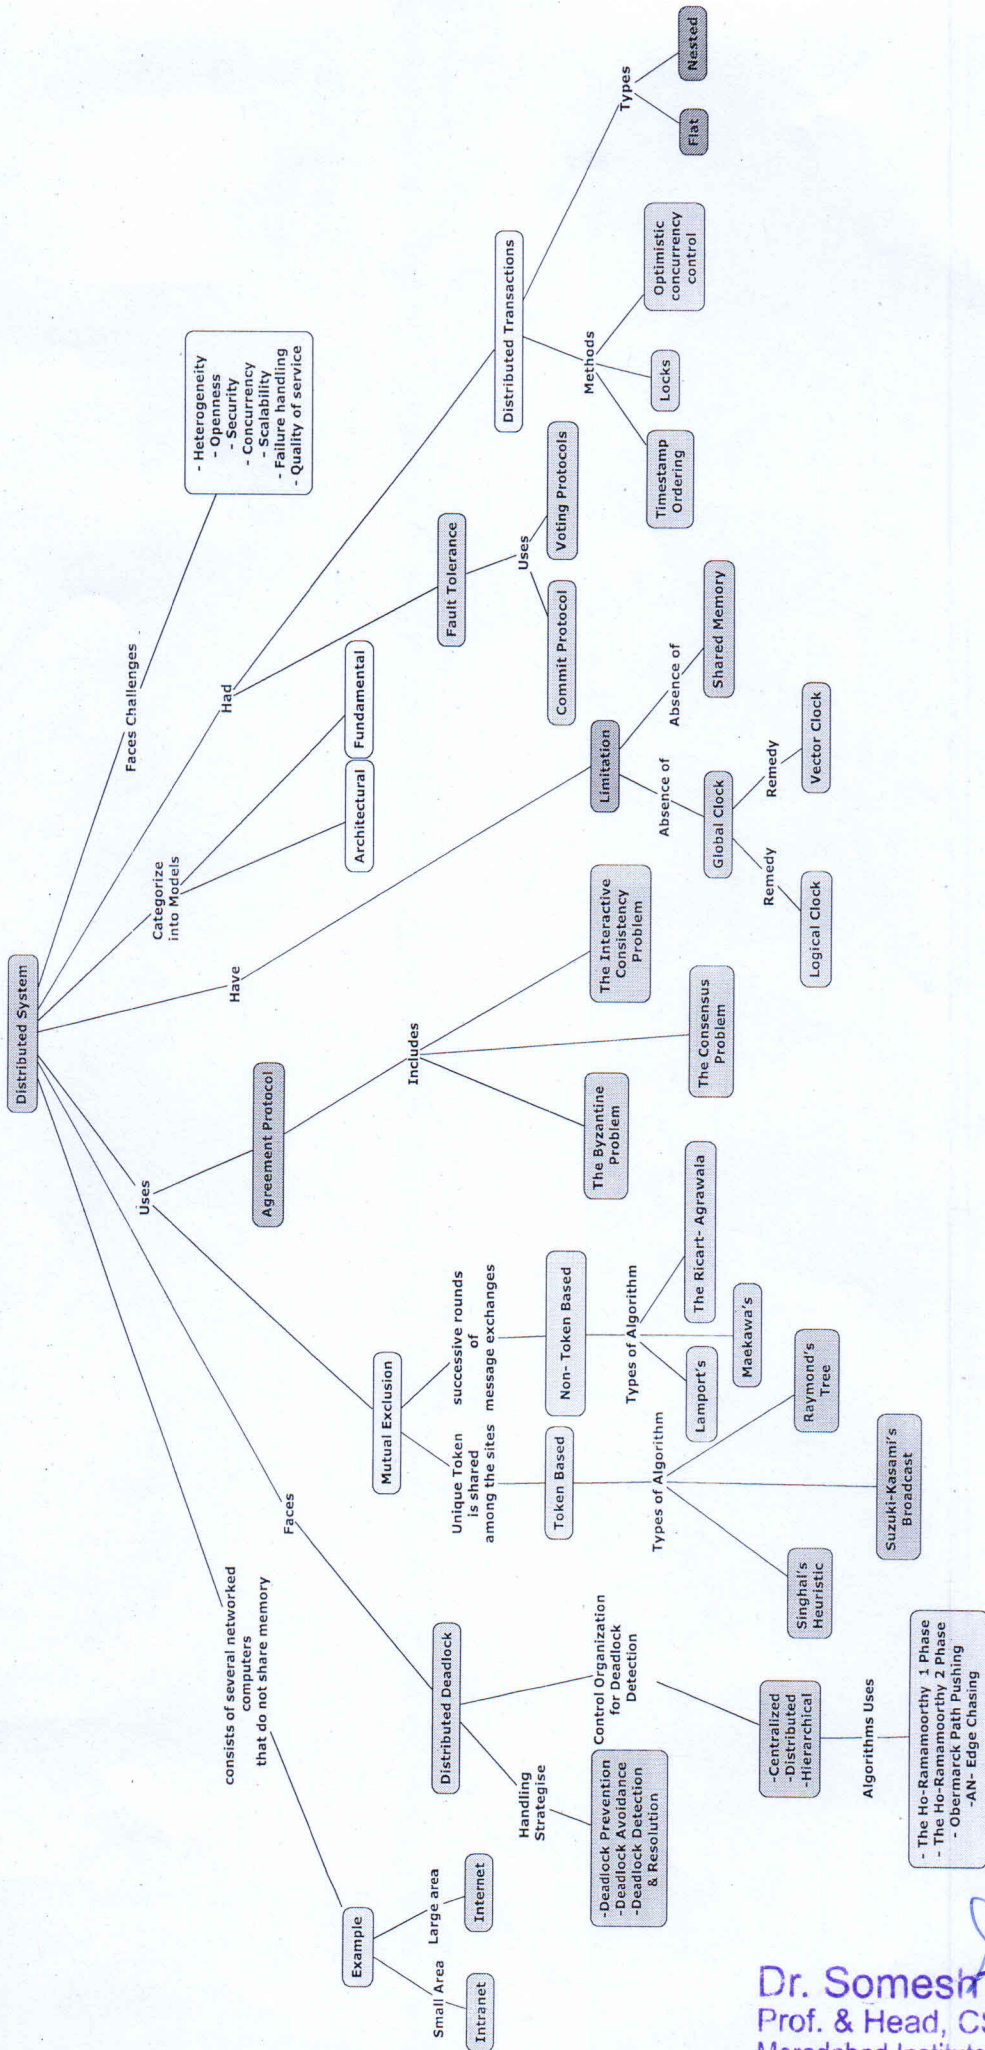 Distributed System
consists of several networked
computers
that do not share memory
Example
Small Area
Large area
Intranet
Internet
Faces
Distributed Deadlock
Handling
Strategise
-Deadlock Prevention
-Deadlock Avoidance
-Deadlock Detection
& Resolution
Control Organization
for Deadlock
Detection
-Centralized
-Distributed
-Hierarchical
Algorithms Uses
- The Ho-Ramamoorthy 1 Phase
- The Ho-Ramamoorthy 2 Phase
- Obermarck Path Pushing
-AN- Edge Chasing
Uses
Mutual Exclusion
Unique Token
is shared
among the sites
Token Based
Types of Algorithm
Singhal's
Heuristic
Suzuki-Kasami's
Broadcast
Raymond's
Tree
successive rounds
of
message exchanges
Non- Token Based
Types of Algorithm
Lamport's
Maekawa's
The Ricart- Agrawala
Agreement Protocol
Includes
The Byzantine
Problem
The Consensus
Problem
The Interactive
Consistency
Problem
Have
Limitation
Absence of
Absence of
Global Clock
Shared Memory
Remedy
Remedy
Logical Clock
Vector Clock
Categorize
into Models
Architectural
Fundamental
Had
Fault Tolerance
Uses
Commit Protocol
Voting Protocols
Distributed Transactions
Methods
Timestamp
Ordering
Locks
Optimistic
concurrency
control
Types
Flat
Nested
Faces Challenges
- Heterogeneity
- Openness
- Security
- Concurrency
- Scalability
- Failure handling
- Quality of service
Dr. Somesh
Prof. & Head, CS